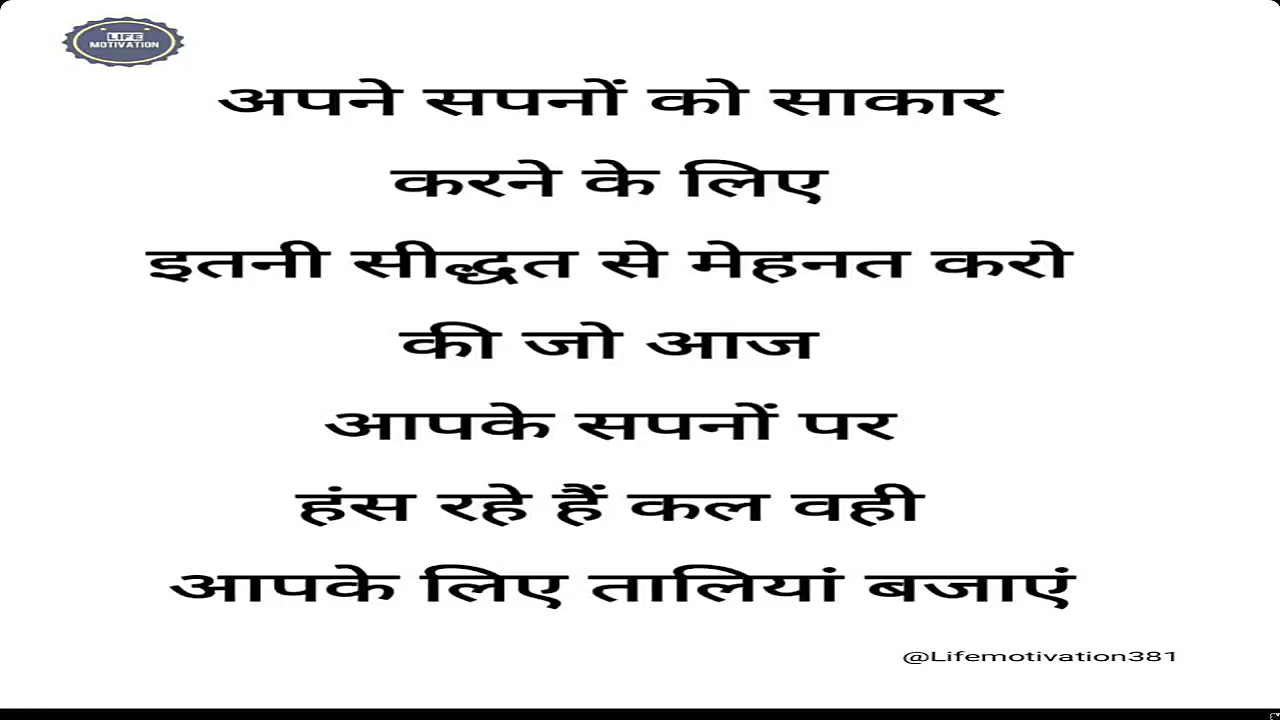 LIFE
MOTIVATION
अपने सपनों को साकार
करने के लिए
इतनी सीद्धत से मेहनत करो
की जो आज
आपके सपनों पर
हंस रहे हैं कल वही
आपके लिए तालियां बजाएं
@Lifemotivation381